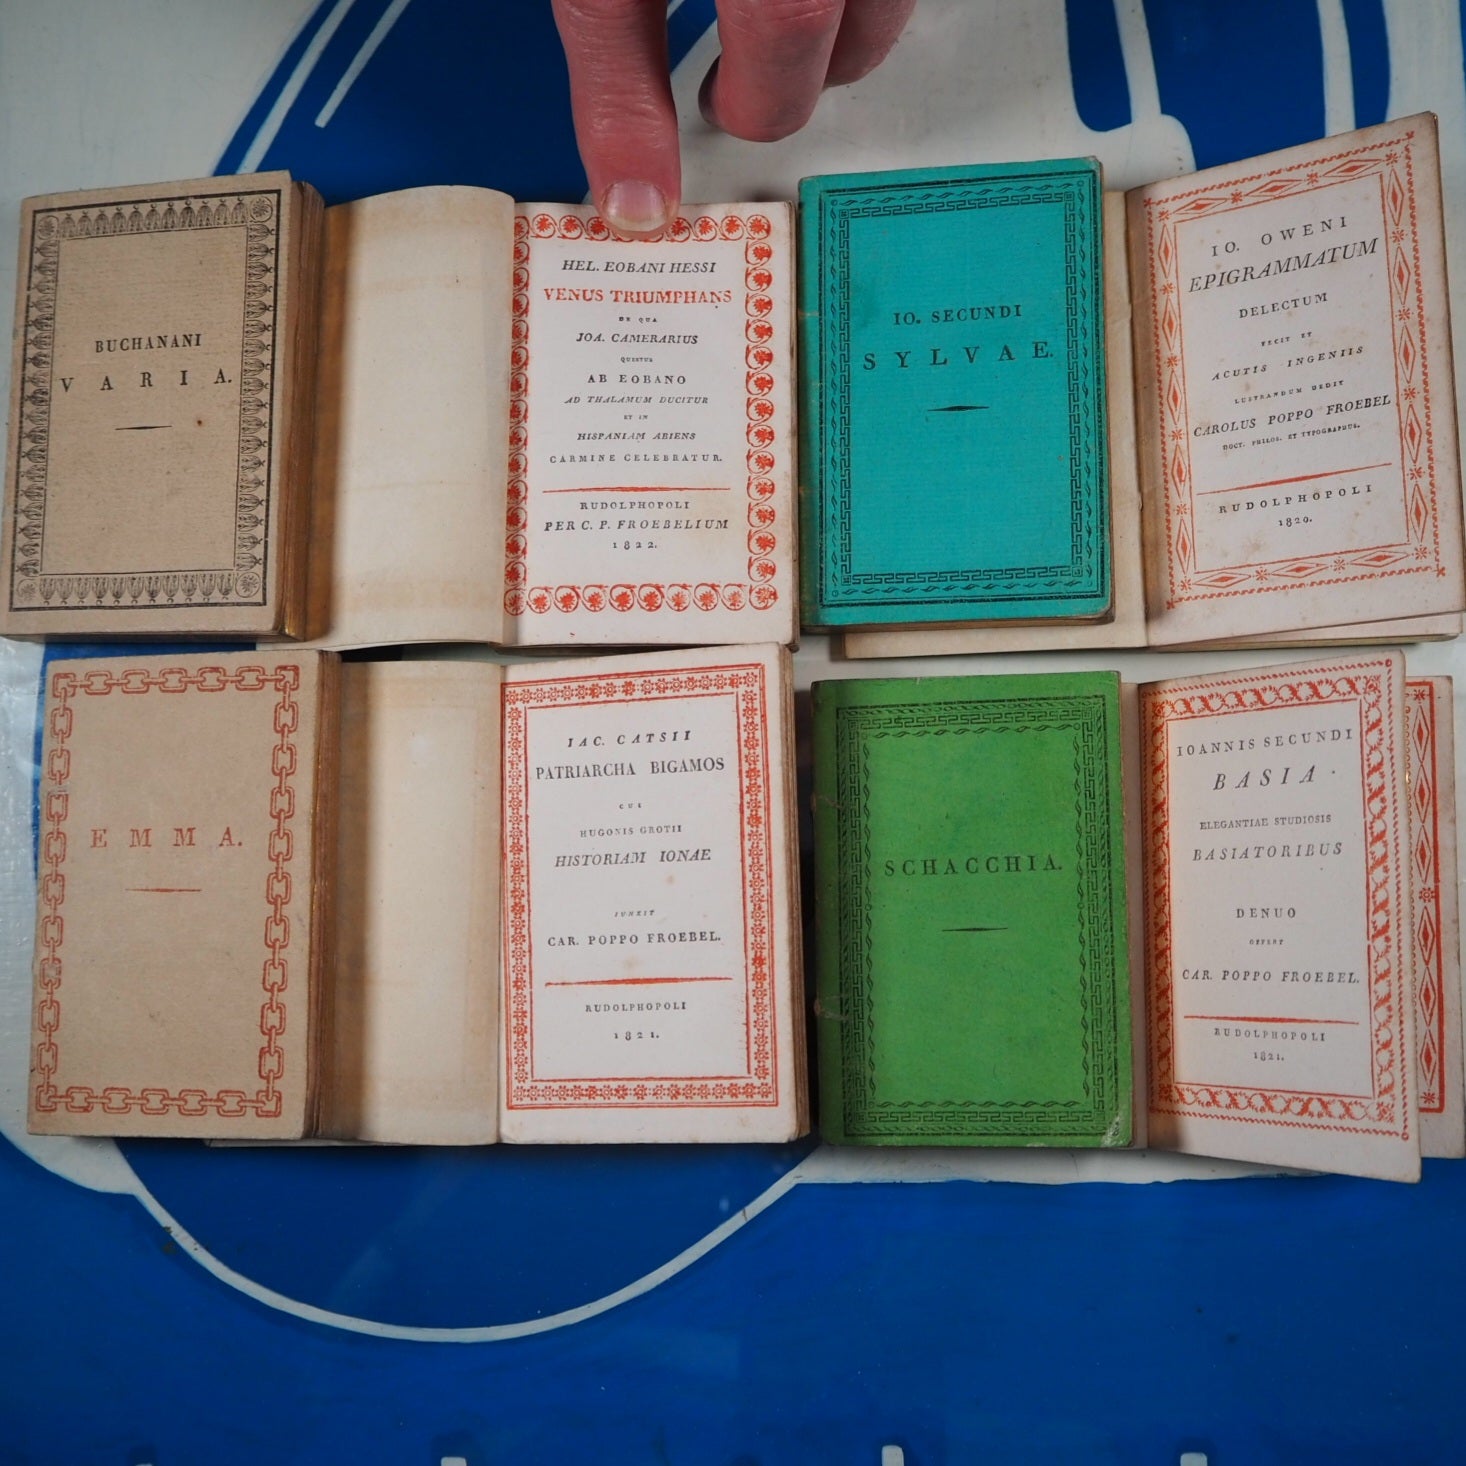 BUCHANANI
VARIA.
HEL. EOBANI HESSI
VENUS TRIUMPHANS
DE QUA
JOA. CAMERARIUS
QUESTUS
AB EOBANO
AD THALAMUM DUCITUR
ET IN
HISPANIAM ABIENS
CARMINE CELEBRATUR.
RUDOLPHOPOLI
PER C. P. FROEBELIUM
1822.
IO. SECUNDI
SYLVAE.
IO. OWENI
EPIGRAMMATUM
DELECTUM
FECIT ET
ACUTIS INGENIIS
LUSTRANDUM DEDIT
CAROLUS POPPO FROEBEL
DOCT. PHILOS. ET TYPOGRAPHUS.
RUDOLPHOPOLI
1820.
EMMA.
IAC. CATSII
PATRIARCHA BIGAMOS
CUI
HUGONIS GROTII
HISTORIAM IONAE
IUNXIT
CAR. POPPO FROEBEL.
RUDOLPHOPOLI
1821.
SCHACCHIA.
IOANNIS SECUNDI
BASIA
ELEGANTIAE STUDIOSIS
BASIATORIBUS
DENUO
OFFERT
CAR. POPPO FROEBEL.
RUDOLPHOPOLI
1821.